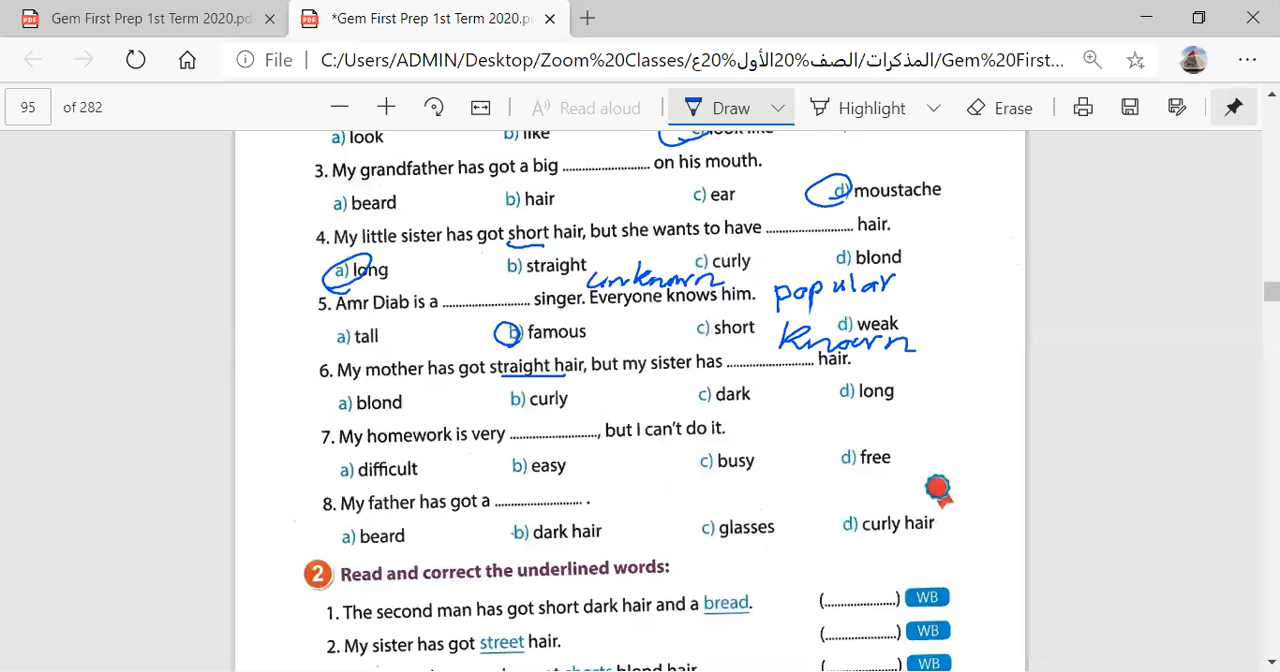 Gem First Prep 1st Term 2020.pd
*Gem First Prep 1st Term 2020.p
File
C:/Users/ADMIN/Desktop/Zoom%20Classes/المذكرات/الصف%20الأول%20ع/Gem%20First...
95 of 282
Read aloud
Draw
Highlight
Erase
a) look b) like c) look like
3. My grandfather has got a big .......................... on his mouth.
a) beard b) hair c) ear d) moustache
4. My little sister has got short hair, but she wants to have .......................... hair.
a) long b) straight c) curly d) blond
unknown
5. Amr Diab is a .......................... singer. Everyone knows him. popular
a) tall b) famous c) short d) weak
known
6. My mother has got straight hair, but my sister has .......................... hair.
a) blond b) curly c) dark d) long
7. My homework is very .........................., but I can't do it.
a) difficult b) easy c) busy d) free
8. My father has got a .......................... .
a) beard b) dark hair c) glasses d) curly hair
2 Read and correct the underlined words:
1. The second man has got short dark hair and a bread. (....................) WB
2. My sister has got street hair. (....................) WB
got shorts blond hair (....................) WB